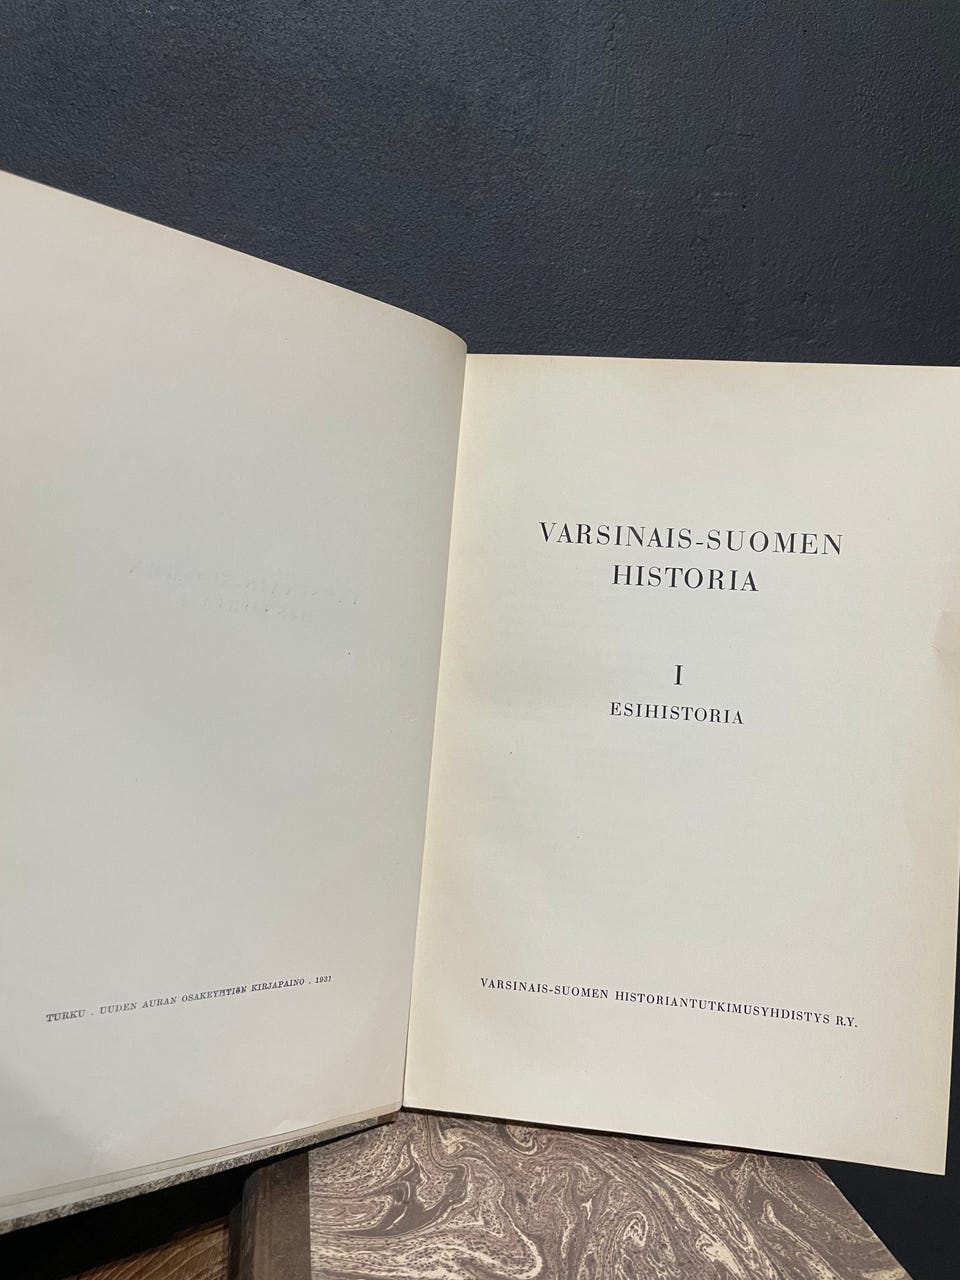 TURKU . UUDEN AURAN OSAKEYHTIÖN KIRJAPAINO . 1931
VARSINAIS-SUOMEN
HISTORIA
I
ESIHISTORIA
VARSINAIS-SUOMEN HISTORIANTUTKIMUSYHDISTYS R.Y.